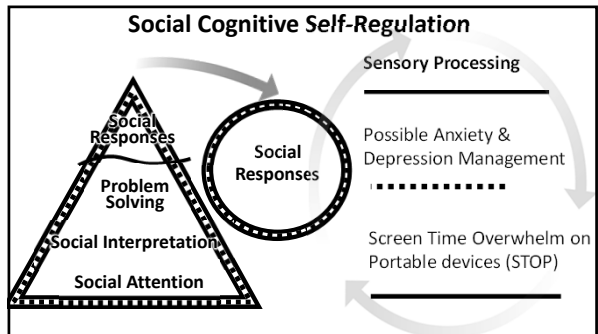 Social Cognitive Self-Regulation
Social
Responses
Problem
Solving
Social Interpretation
Social Attention
Social
Responses
Sensory Processing
Possible Anxiety &
Depression Management
Screen Time Overwhelm on
Portable devices (STOP)